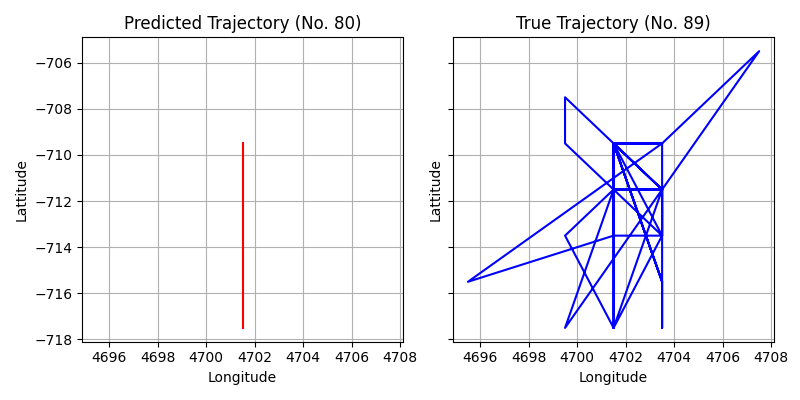 Predicted Trajectory (No. 80)
True Trajectory (No. 89)
−706
−708
−710
−712
−714
−716
−718
Lattitude
Lattitude
4696 4698 4700 4702 4704 4706 4708
4696 4698 4700 4702 4704 4706 4708
Longitude
Longitude